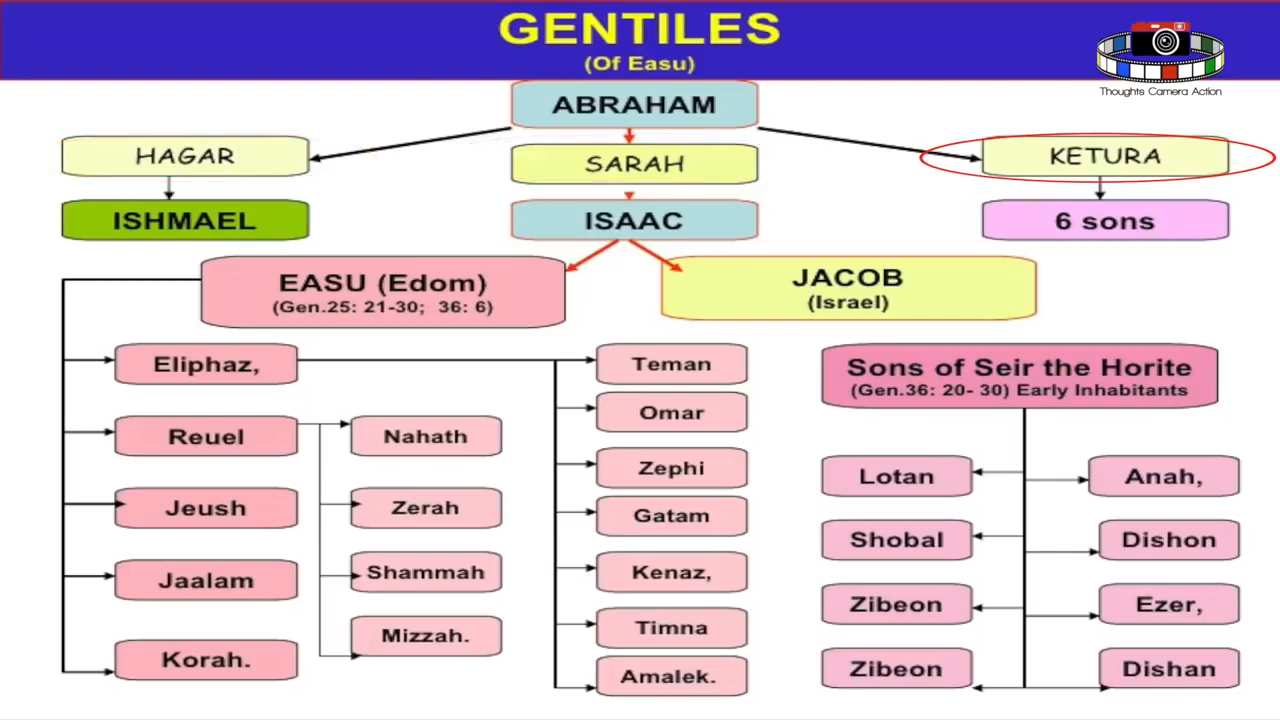 GENTILES
(Of Easu)
Thoughts Camera Action
ABRAHAM
HAGAR
SARAH
KETURA
ISHMAEL
ISAAC
6 sons
EASU (Edom)
(Gen.25: 21-30; 36: 6)
JACOB
(Israel)
Eliphaz,
Reuel
Jeush
Jaalam
Korah.
Nahath
Zerah
Shammah
Mizzah.
Teman
Omar
Zephi
Gatam
Kenaz,
Timna
Amalek.
Sons of Seir the Horite
(Gen.36: 20- 30) Early Inhabitants
Lotan
Shobal
Zibeon
Zibeon
Anah,
Dishon
Ezer,
Dishan